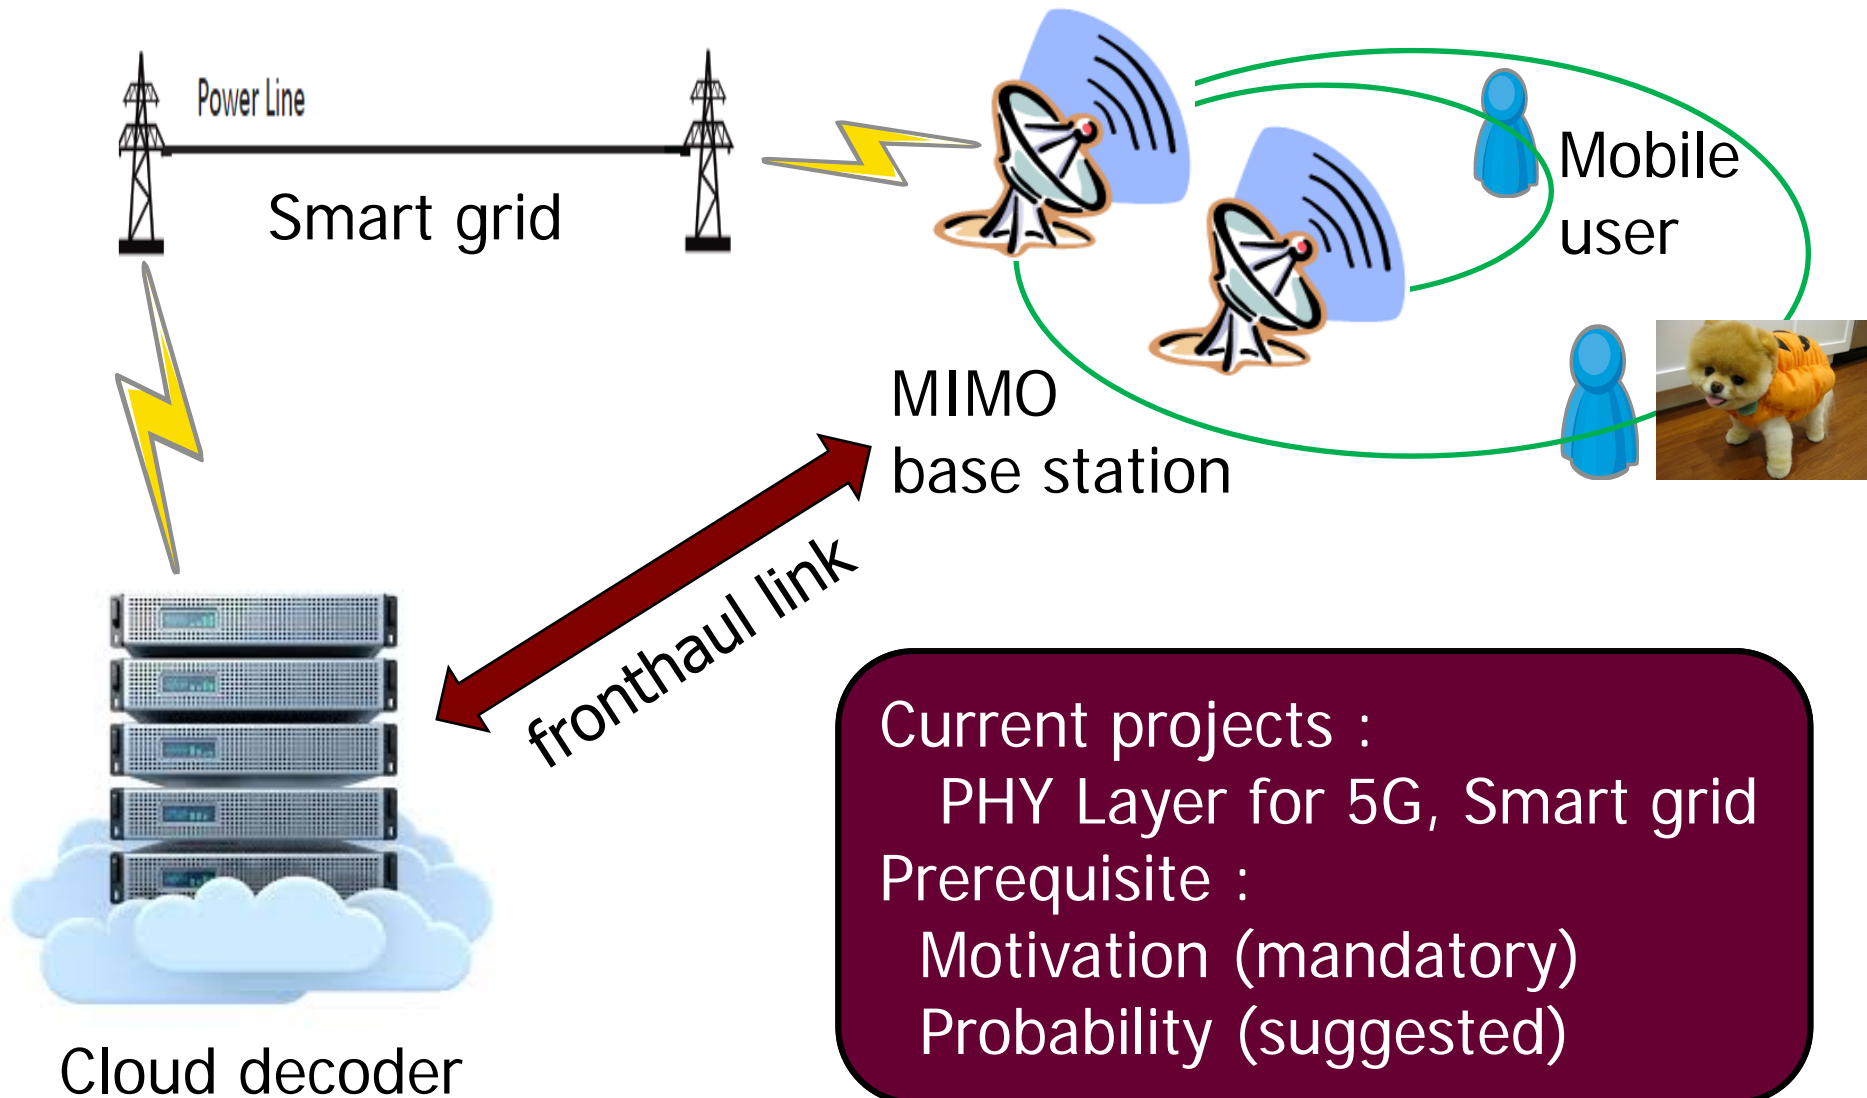 Power Line
Smart grid
Mobile
user
MIMO
base station
fronthaul link
Current projects :
PHY Layer for 5G, Smart grid
Prerequisite :
Motivation (mandatory)
Probability (suggested)
Cloud decoder